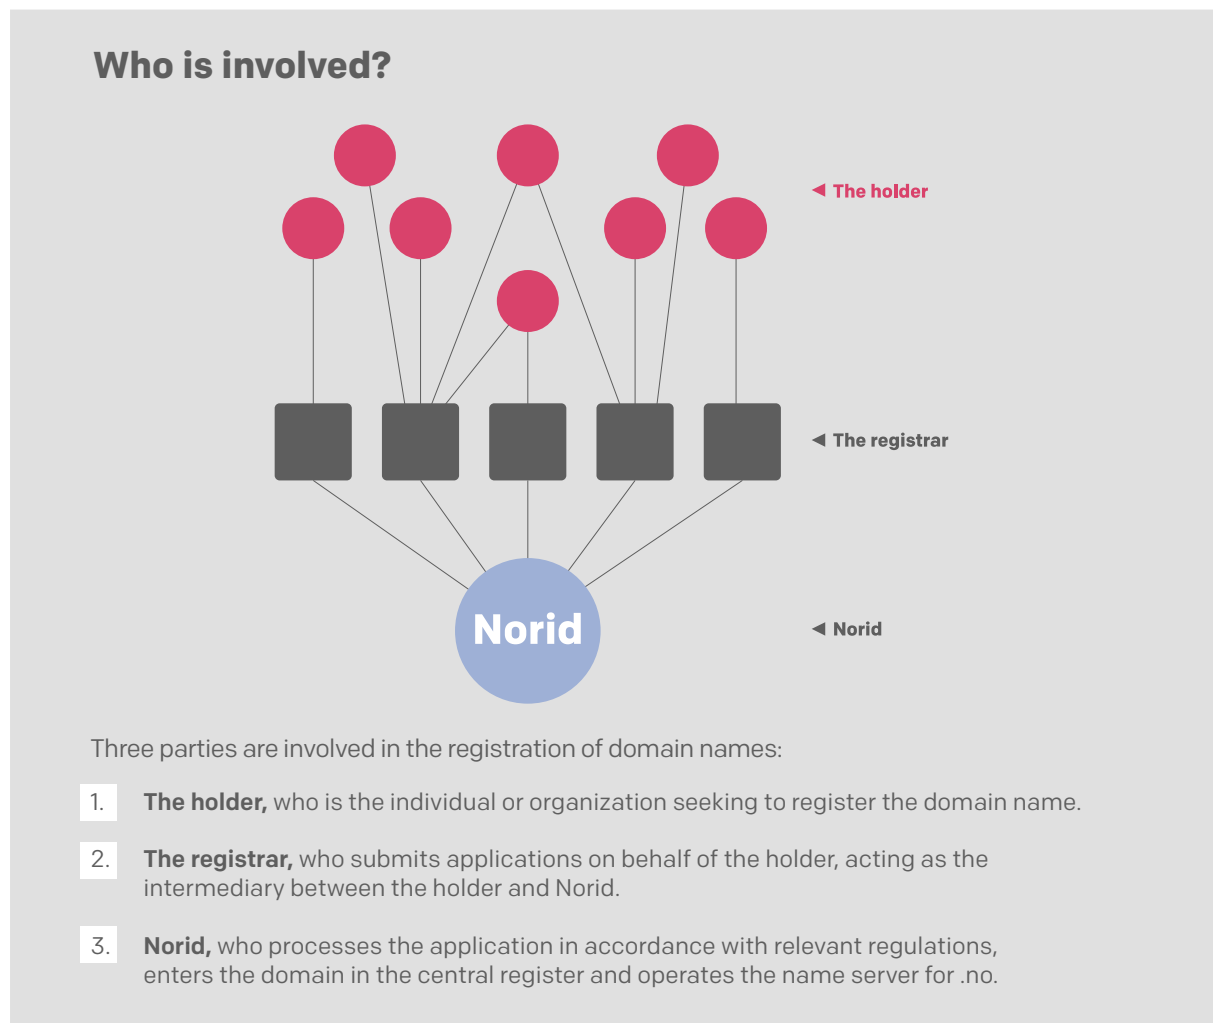 Who is involved?
◄ The holder
◄ The registrar
Norid
◄ Norid
Three parties are involved in the registration of domain names:
1. The holder, who is the individual or organization seeking to register the domain name.
2. The registrar, who submits applications on behalf of the holder, acting as the
intermediary between the holder and Norid.
3. Norid, who processes the application in accordance with relevant regulations,
enters the domain in the central register and operates the name server for .no.